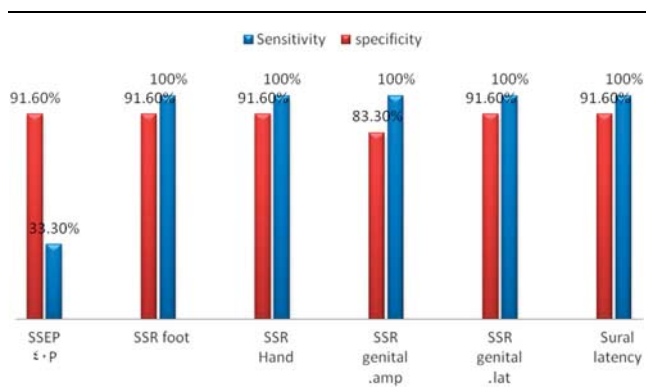 Sensitivity specificity
100% 100% 100% 100% 100%
91.60% 91.60% 91.60% 83.30% 91.60% 91.60%
33.30%
SSEP SSR foot SSR SSR SSR Sural
P٤٠ Hand genital genital latency
.amp .lat